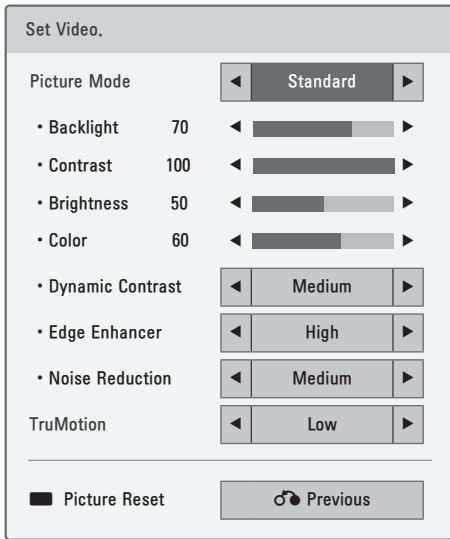 Set Video.
Picture Mode Standard
• Backlight 70
• Contrast 100
• Brightness 50
• Color 60
• Dynamic Contrast Medium
• Edge Enhancer High
• Noise Reduction Medium
TruMotion Low
Picture Reset Previous